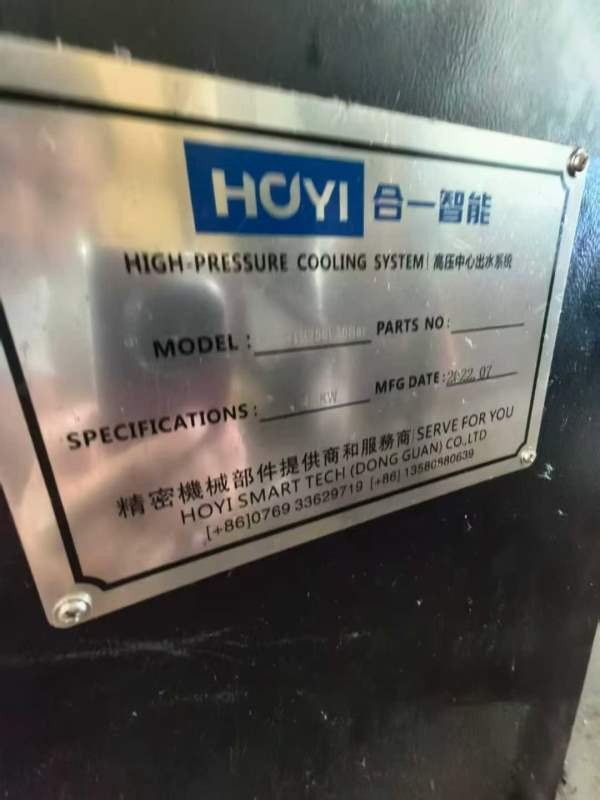 HOYI 合一智能
HIGH-PRESSURE COOLING SYSTEM | 高压中心出水系统
MODEL : PARTS NO :
SPECIFICATIONS : KW MFG DATE : 2022.07
精密機械部件提供商和服務商 | SERVE FOR YOU
HOYI SMART TECH (DONG GUAN) CO.,LTD
[+86]0769 33629719 [+86] 13580880639